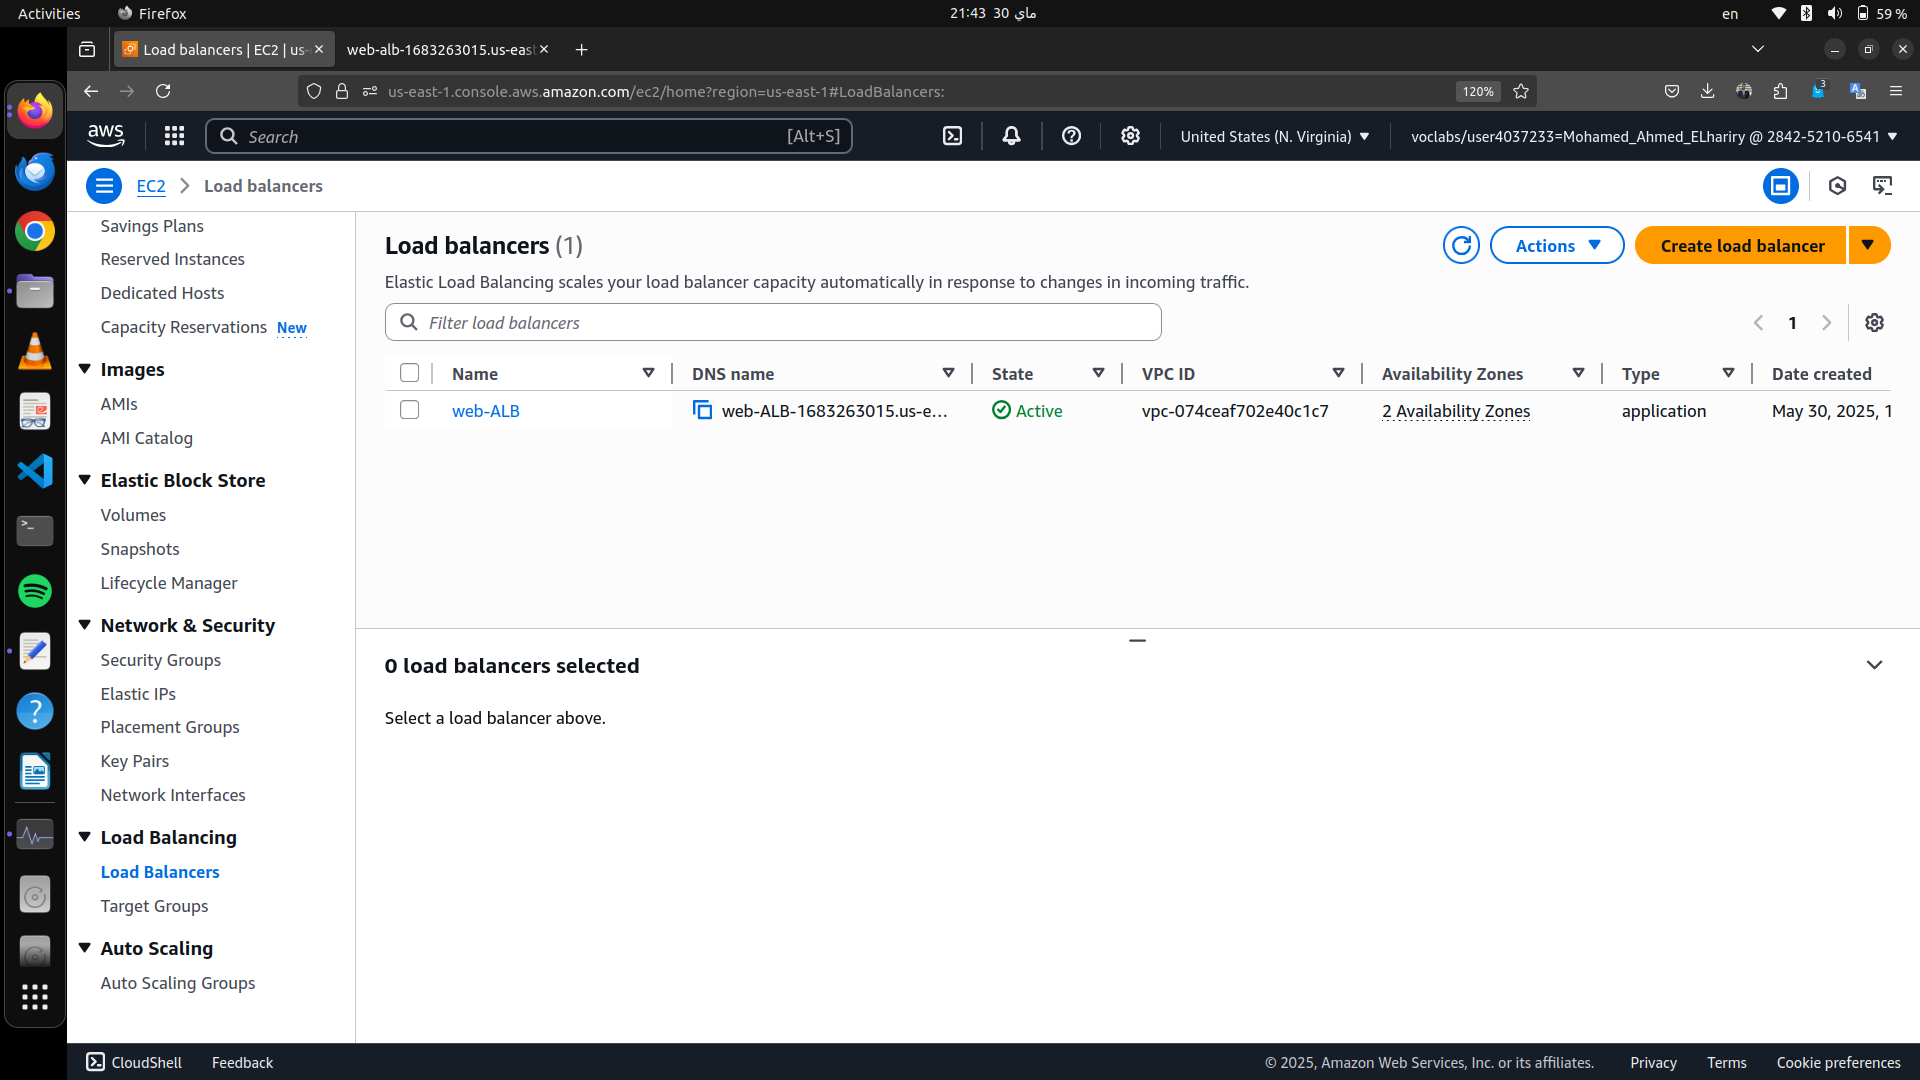 Activities
Firefox
21:43 30 ماي
en
59 %
Load balancers | EC2 | us-
web-alb-1683263015.us-eas
us-east-1.console.aws.amazon.com/ec2/home?region=us-east-1#LoadBalancers:
120%
3
aws
Search
[Alt+S]
United States (N. Virginia)
voclabs/user4037233=Mohamed_Ahmed_ELhariry @ 2842-5210-6541
EC2
Load balancers
Savings Plans
Reserved Instances
Dedicated Hosts
Capacity Reservations New
Images
AMIs
AMI Catalog
Elastic Block Store
Volumes
Snapshots
Lifecycle Manager
Network & Security
Security Groups
Elastic IPs
Placement Groups
Key Pairs
Network Interfaces
Load Balancing
Load Balancers
Target Groups
Auto Scaling
Auto Scaling Groups
Load balancers (1)
Actions
Create load balancer
Elastic Load Balancing scales your load balancer capacity automatically in response to changes in incoming traffic.
Filter load balancers
1
Name DNS name State VPC ID Availability Zones Type Date created
web-ALB web-ALB-1683263015.us-e... Active vpc-074ceaf702e40c1c7 2 Availability Zones application May 30, 2025, 1
0 load balancers selected
Select a load balancer above.
CloudShell
Feedback
© 2025, Amazon Web Services, Inc. or its affiliates.
Privacy
Terms
Cookie preferences